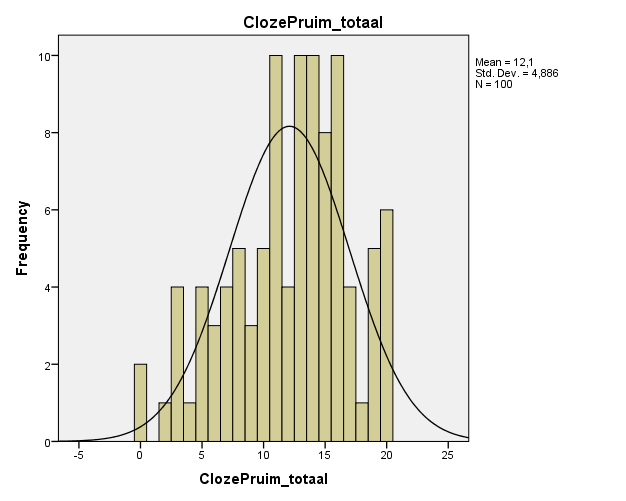 ClozePruim_totaal
Mean = 12,1
Std. Dev. = 4,886
N = 100
10
8
6
4
2
0
Frequency
-5 0 5 10 15 20 25
ClozePruim_totaal